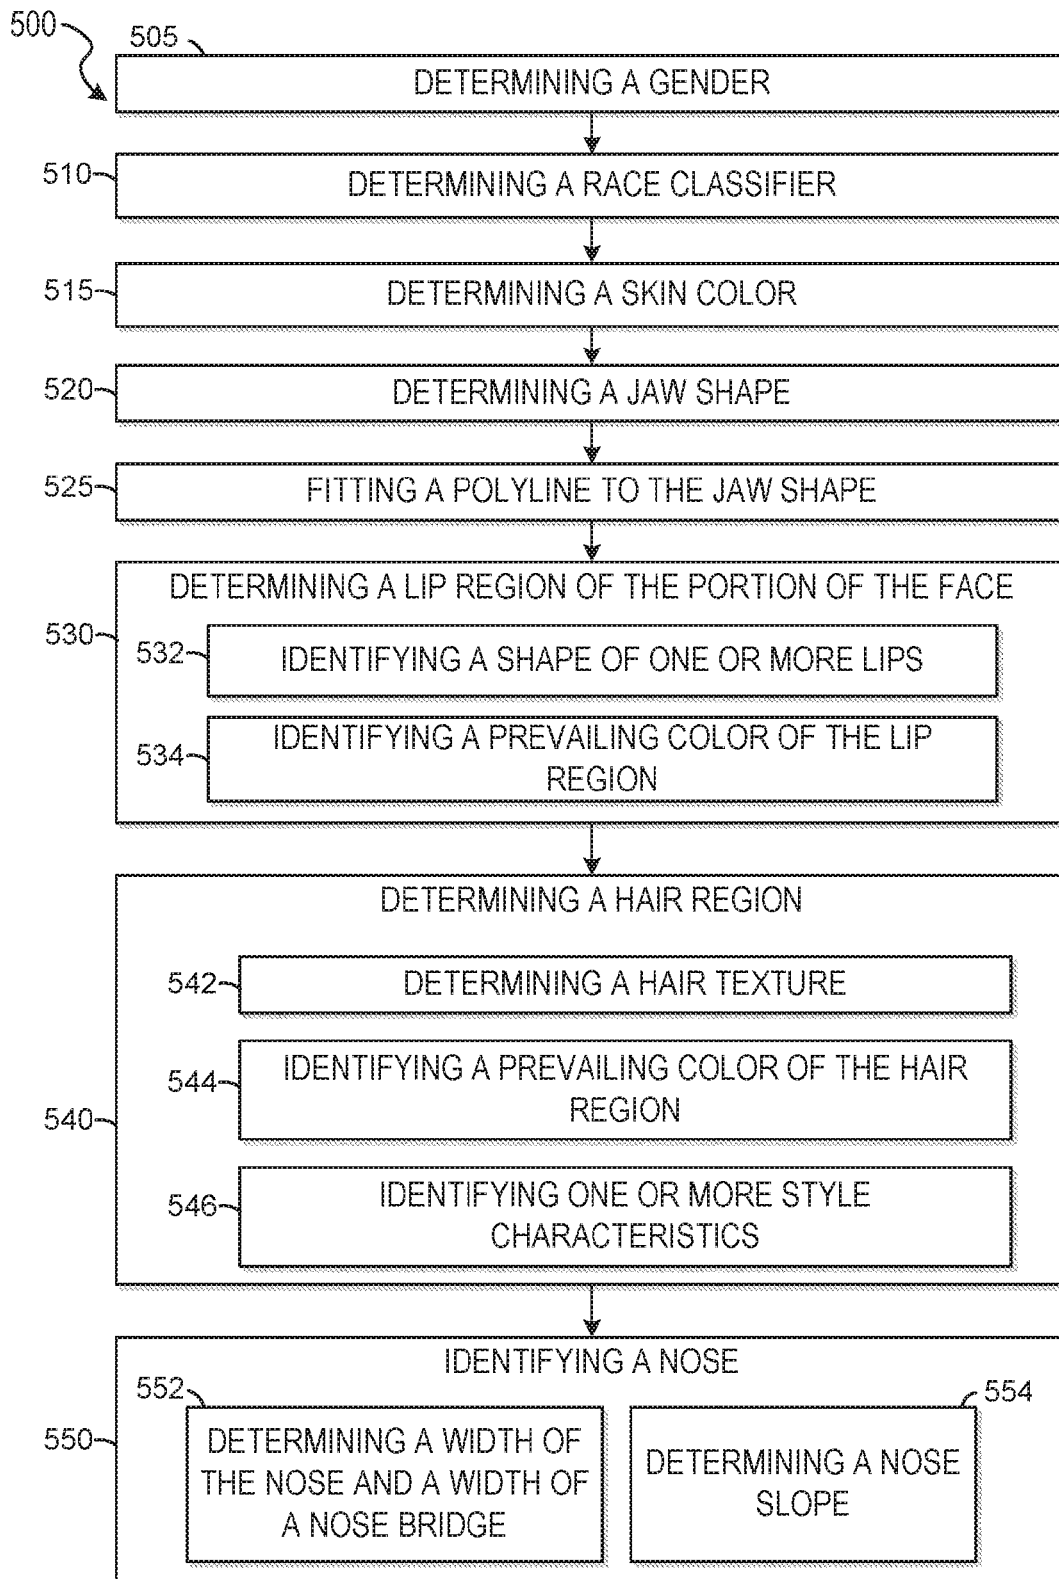 500
505
DETERMINING A GENDER
510
DETERMINING A RACE CLASSIFIER
515
DETERMINING A SKIN COLOR
520
DETERMINING A JAW SHAPE
525
FITTING A POLYLINE TO THE JAW SHAPE
DETERMINING A LIP REGION OF THE PORTION OF THE FACE
530
532
IDENTIFYING A SHAPE OF ONE OR MORE LIPS
534
IDENTIFYING A PREVAILING COLOR OF THE LIP
REGION
DETERMINING A HAIR REGION
542
DETERMINING A HAIR TEXTURE
544
IDENTIFYING A PREVAILING COLOR OF THE HAIR
REGION
540
546
IDENTIFYING ONE OR MORE STYLE
CHARACTERISTICS
IDENTIFYING A NOSE
552
554
550
DETERMINING A WIDTH OF
THE NOSE AND A WIDTH OF
A NOSE BRIDGE
DETERMINING A NOSE
SLOPE